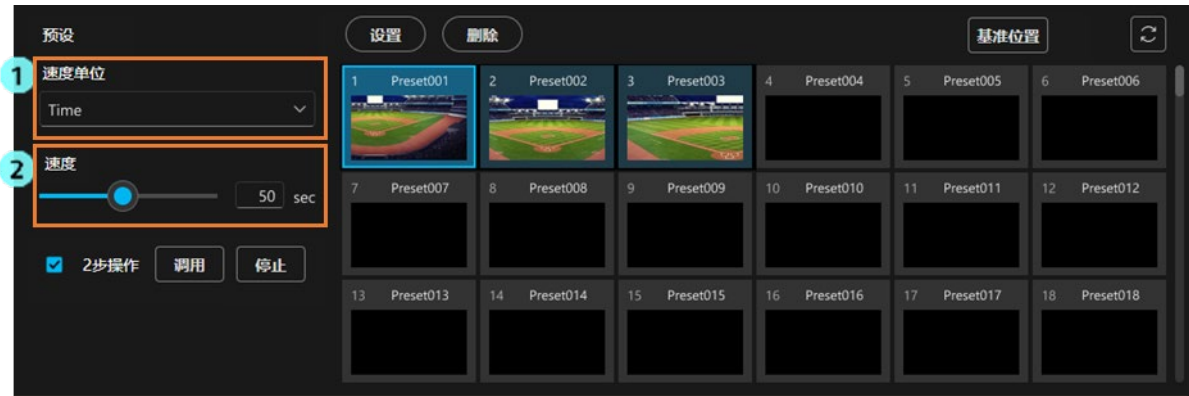 预设
设置 删除 基准位置
1 速度单位
Time
2 速度
50 sec
2步操作 调用 停止
1 Preset001 2 Preset002 3 Preset003 4 Preset004 5 Preset005 6 Preset006
7 Preset007 8 Preset008 9 Preset009 10 Preset010 11 Preset011 12 Preset012
13 Preset013 14 Preset014 15 Preset015 16 Preset016 17 Preset017 18 Preset018